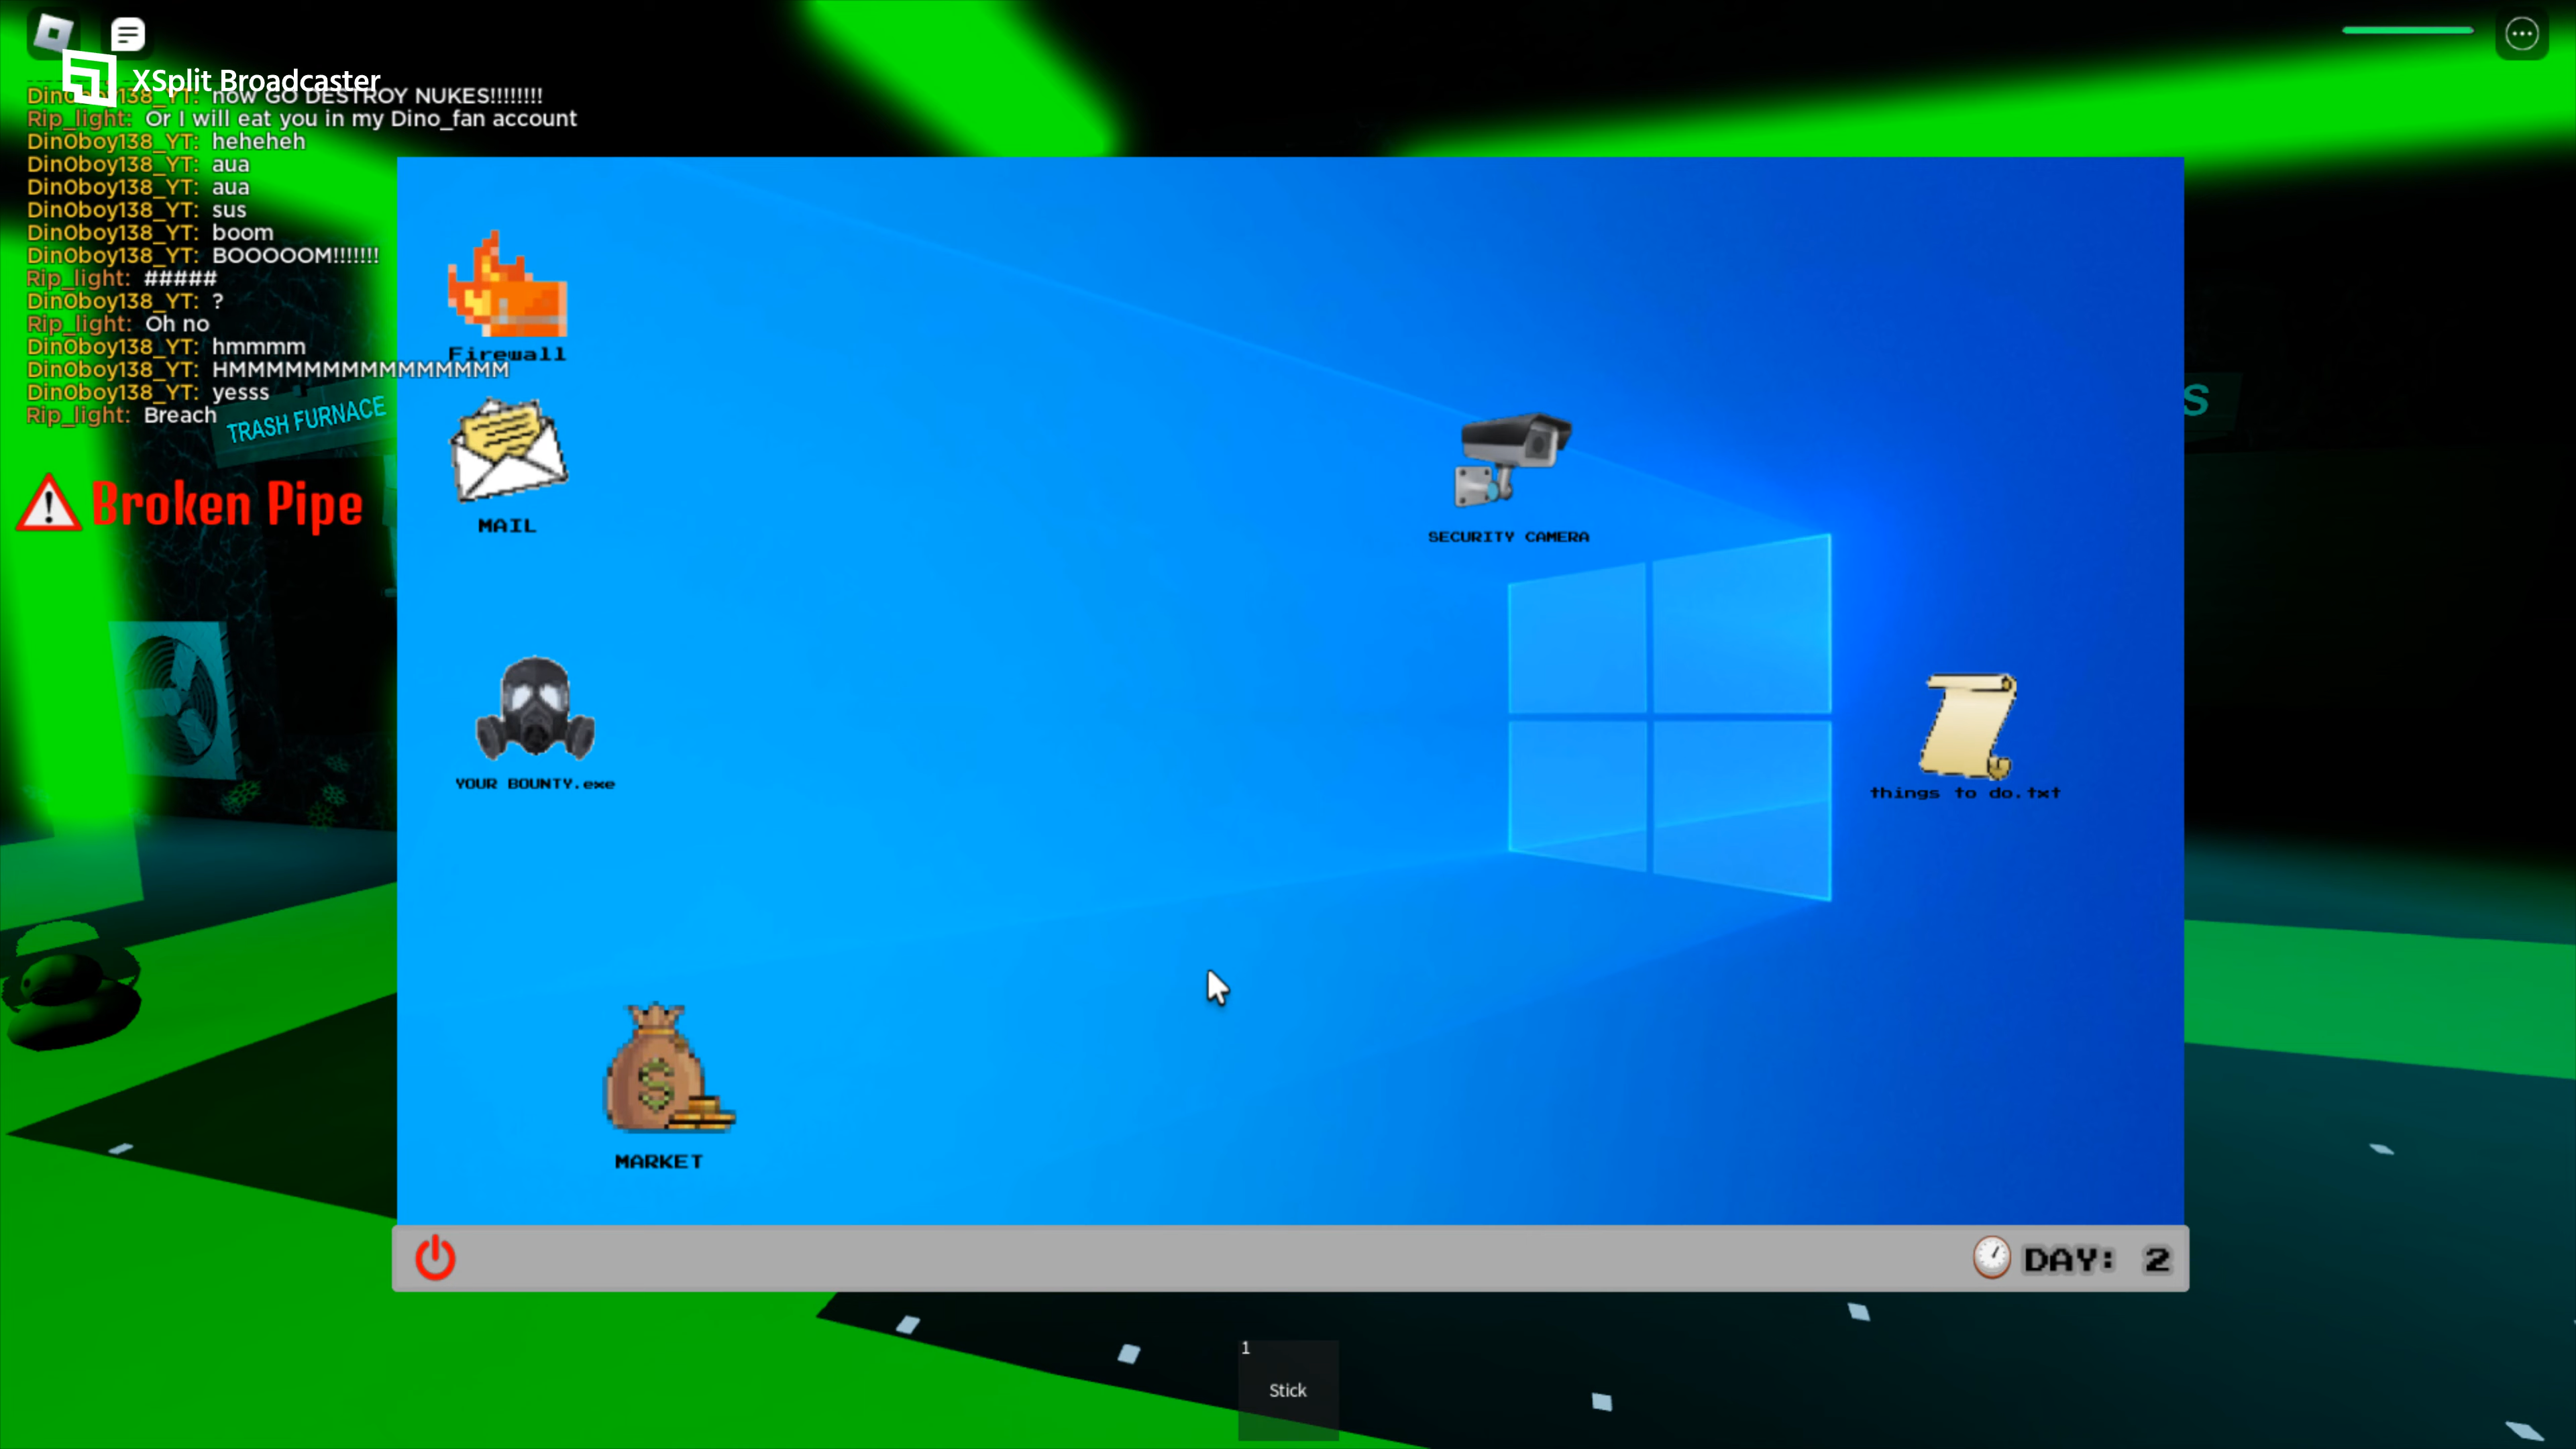 XSplit Broadcaster
Din0boy138_YT: now GO DESTROY NUKES!!!!!!!!
Rip_light: Or I will eat you in my Dino_fan account
Din0boy138_YT: heheheh
Din0boy138_YT: aua
Din0boy138_YT: aua
Din0boy138_YT: sus
Din0boy138_YT: boom
Din0boy138_YT: BOOOOOM!!!!!!!
Rip_light: #####
Din0boy138_YT: ?
Rip_light: Oh no
Din0boy138_YT: hmmmm
Din0boy138_YT: HMMMMMMMMMMMMMMMM
Din0boy138_YT: yesss
Rip_light: Breach
TRASH FURNACE
Broken Pipe
Firewall
MAIL
SECURITY CAMERA
YOUR BOUNTY.exe
things to do.txt
MARKET
DAY: 2
1
Stick